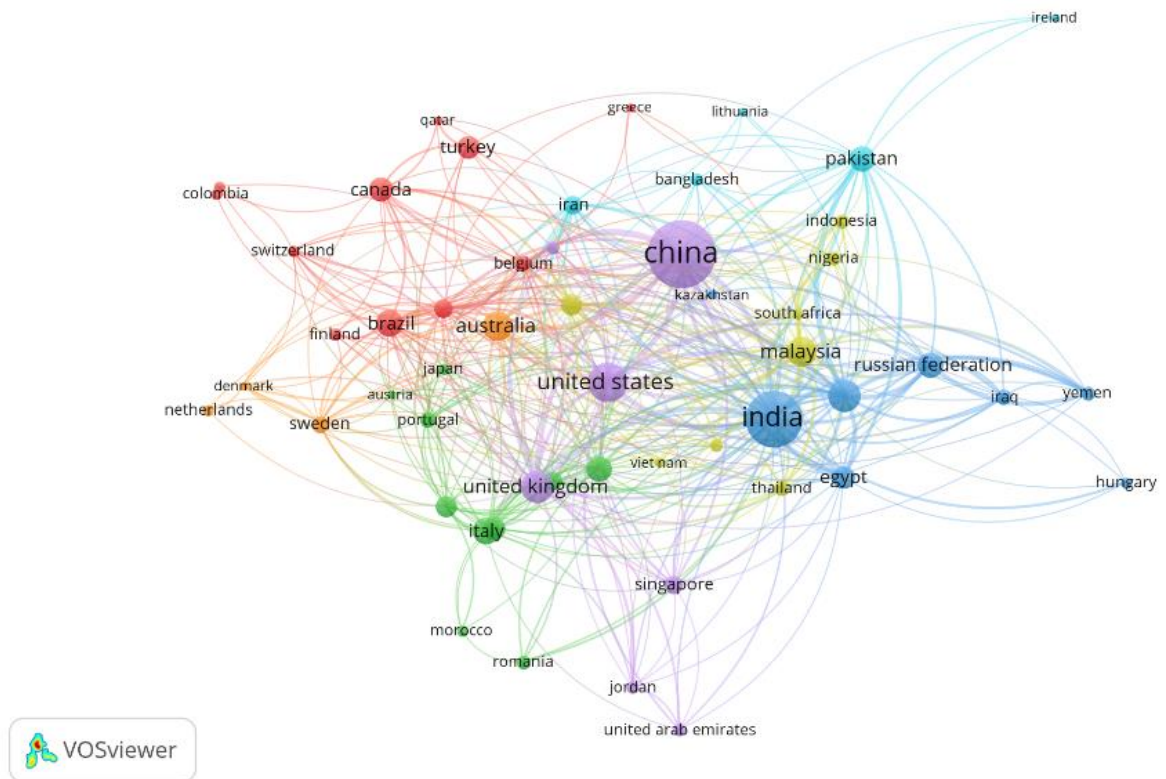 ireland
greece
lithuania
qatar
turkey
pakistan
bangladesh
canada
colombia
iran
indonesia
switzerland
china
nigeria
belgium
kazakhstan
south africa
brazil
australia
finland
malaysia
russian federation
japan
united states
denmark
austria
iraq
yemen
netherlands
portugal
sweden
india
viet nam
egypt
hungary
united kingdom
thailand
italy
singapore
morocco
romania
jordan
united arab emirates
VOSviewer